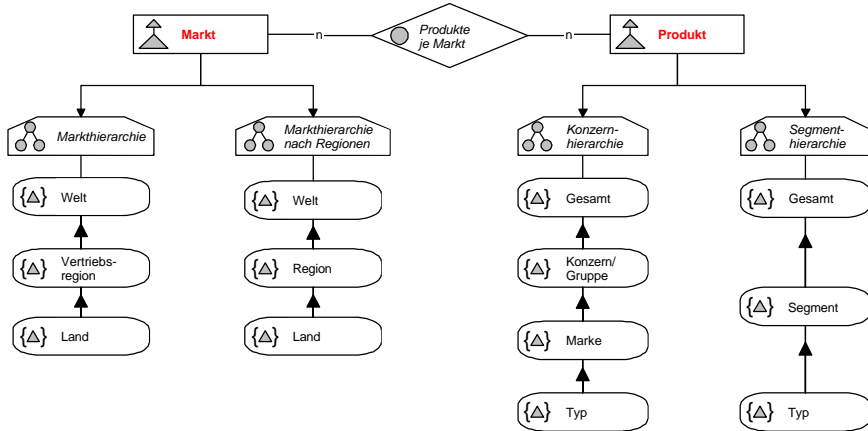 Markt
n
Produkte
je Markt
n
Produkt
Markthierarchie
Markthierarchie
nach Regionen
Konzern-
hierarchie
Segment-
hierarchie
{ } Welt
{ } Welt
{ } Gesamt
{ } Gesamt
{ } Vertriebs-
region
{ } Region
{ } Konzern/
Gruppe
{ } Segment
{ } Land
{ } Land
{ } Marke
{ } Typ
{ } Typ